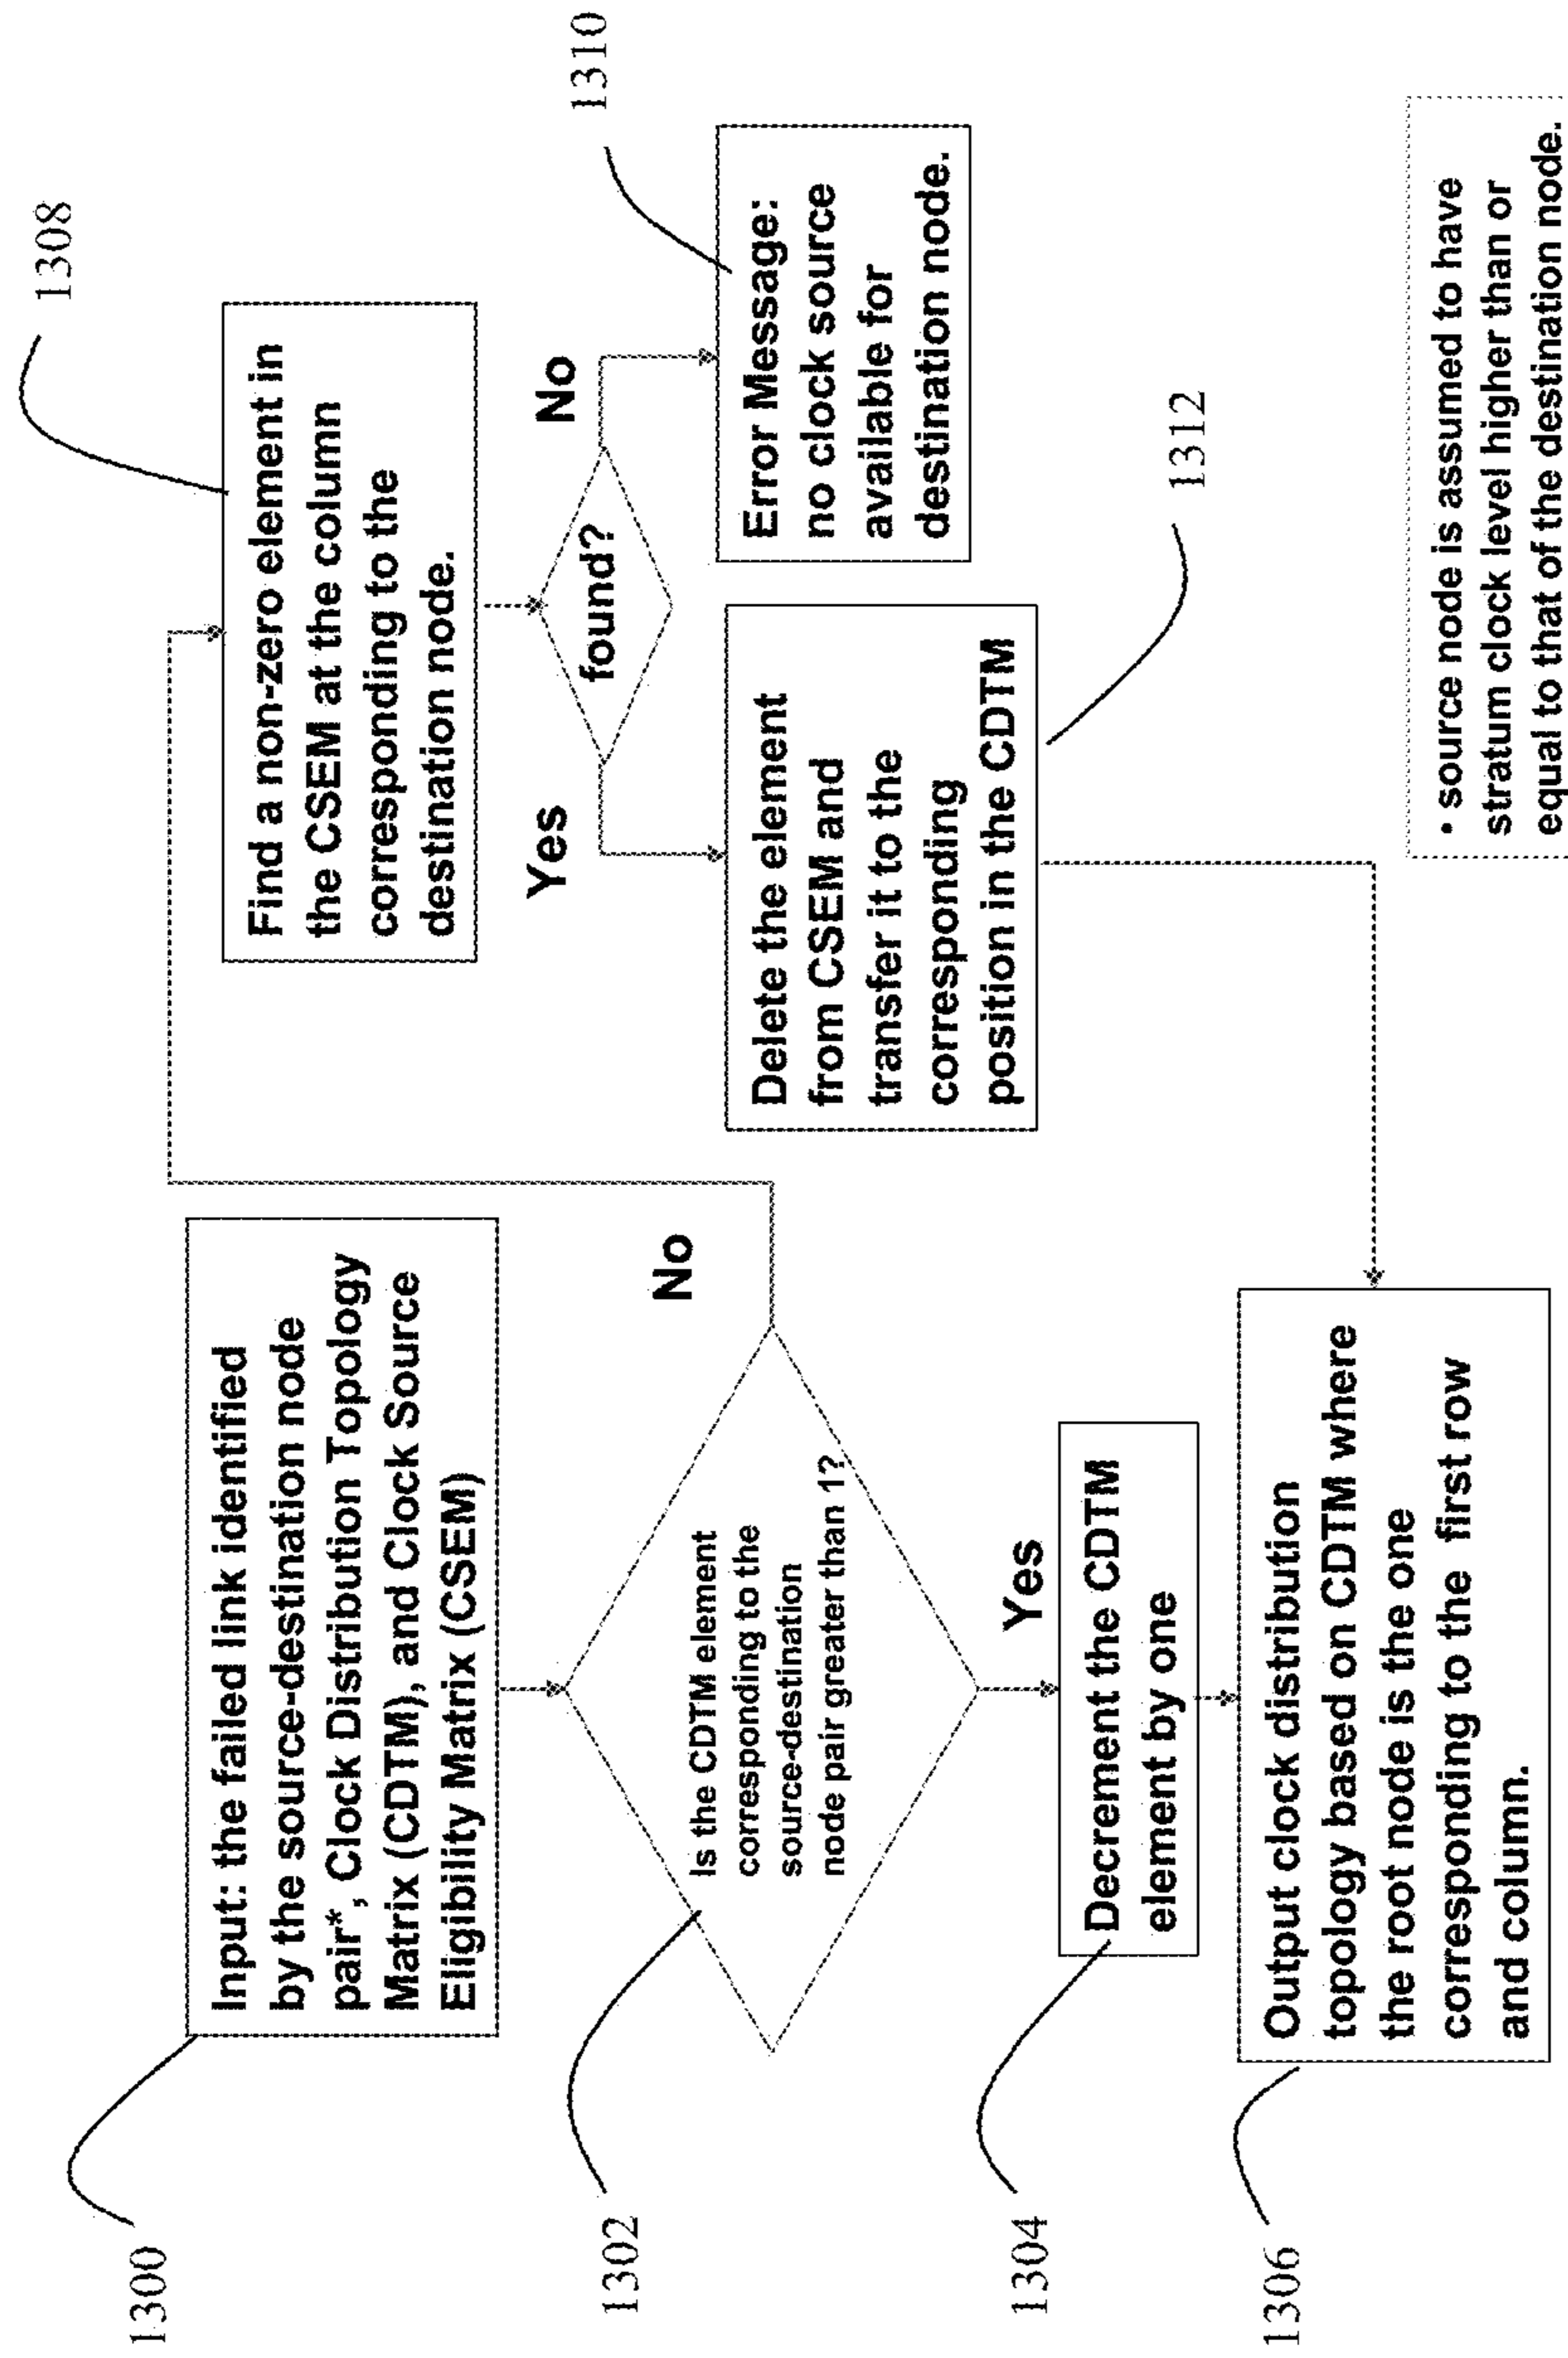 1300
Input: the failed link identified
by the source-destination node
pair*, Clock Distribution Topology
Matrix (CDTM), and Clock Source
Eligibility Matrix (CSEM)
1302
Is the CDTM element
corresponding to the
source-destination
node pair greater than 1?
No
Yes
1304
Decrement the CDTM
element by one
1306
Output clock distribution
topology based on CDTM where
the root node is the one
corresponding to the first row
and column.
1308
Find a non-zero element in
the CSEM at the column
corresponding to the
destination node.
found?
Yes
No
1310
Error Message:
no clock source
available for
destination node.
Delete the element
from CSEM and
transfer it to the
corresponding
position in the CDTM
1312
• source node is assumed to have
stratum clock level higher than or
equal to that of the destination node.